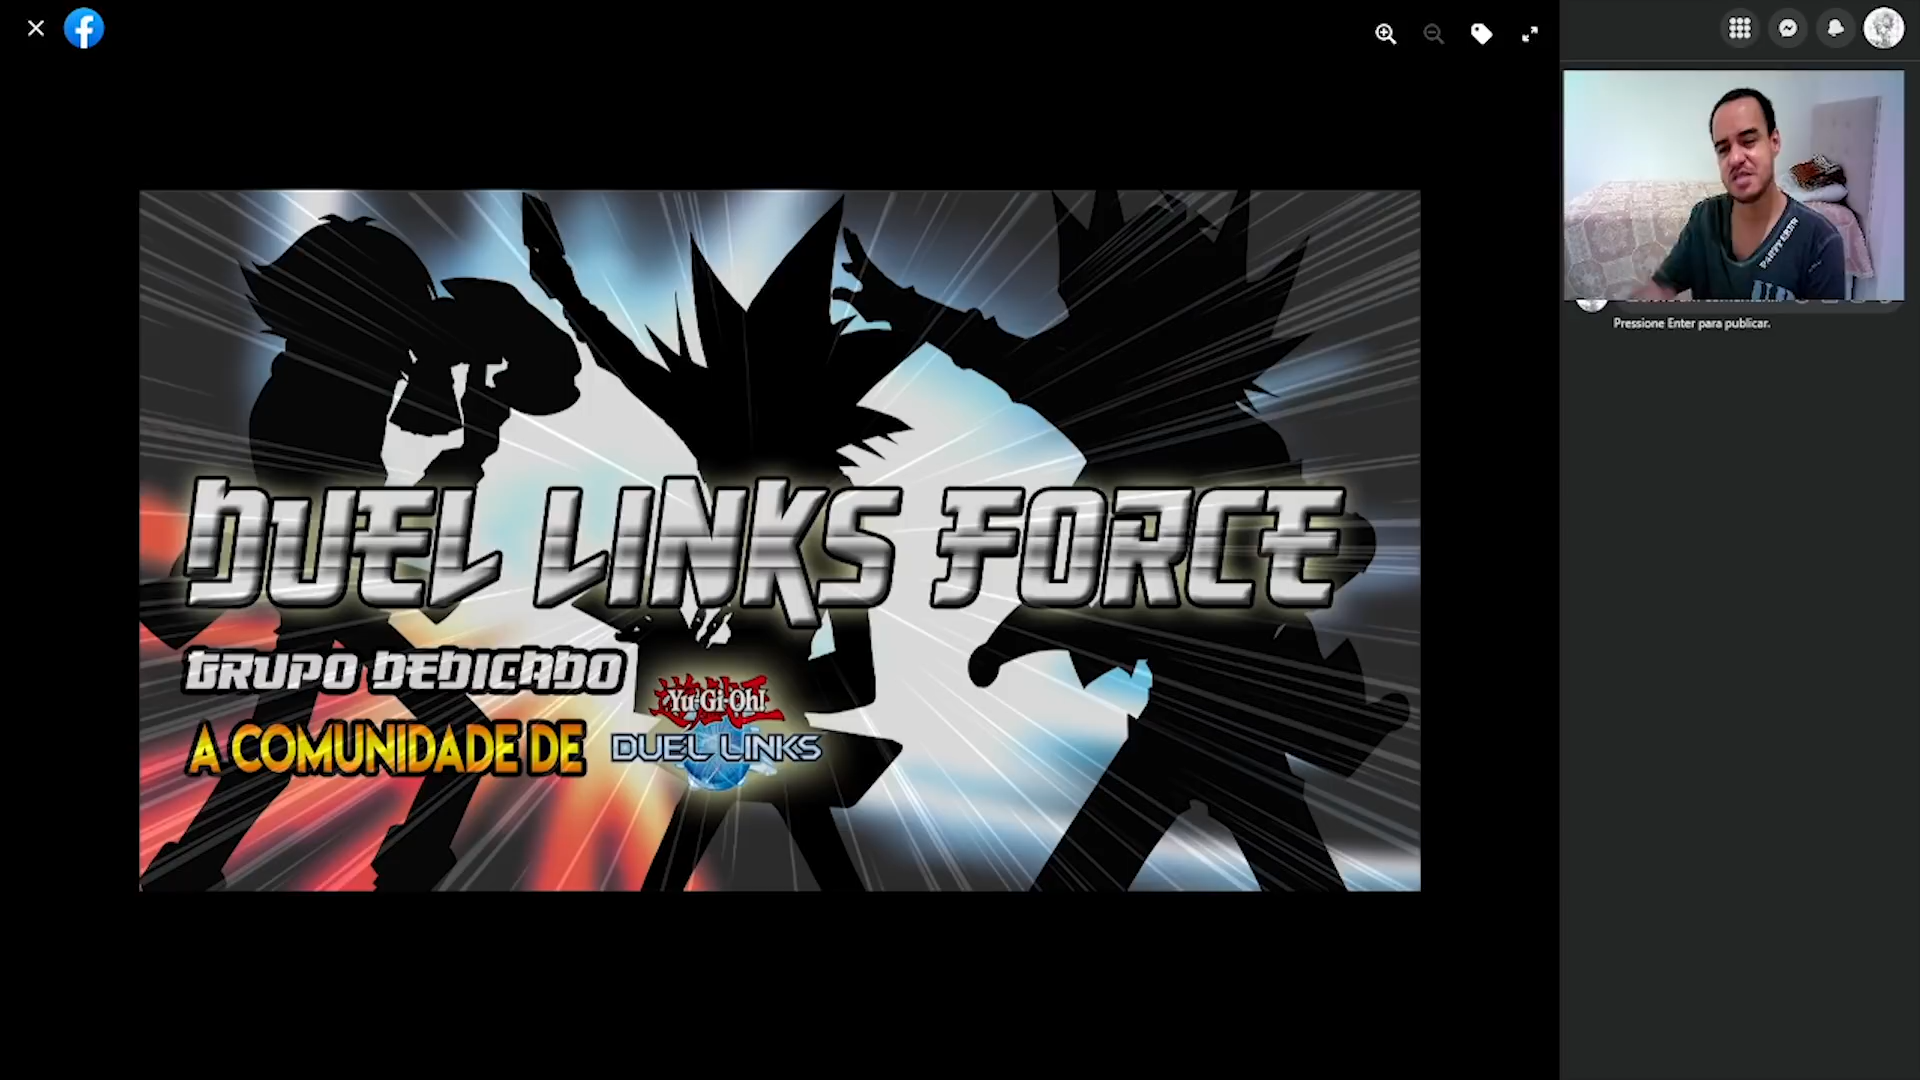 DUEL LINKS FORCE
GRUPO DEDICADO
A COMUNIDADE DE
Yu-Gi-Oh!
DUEL LINKS
Pressione Enter para publicar.